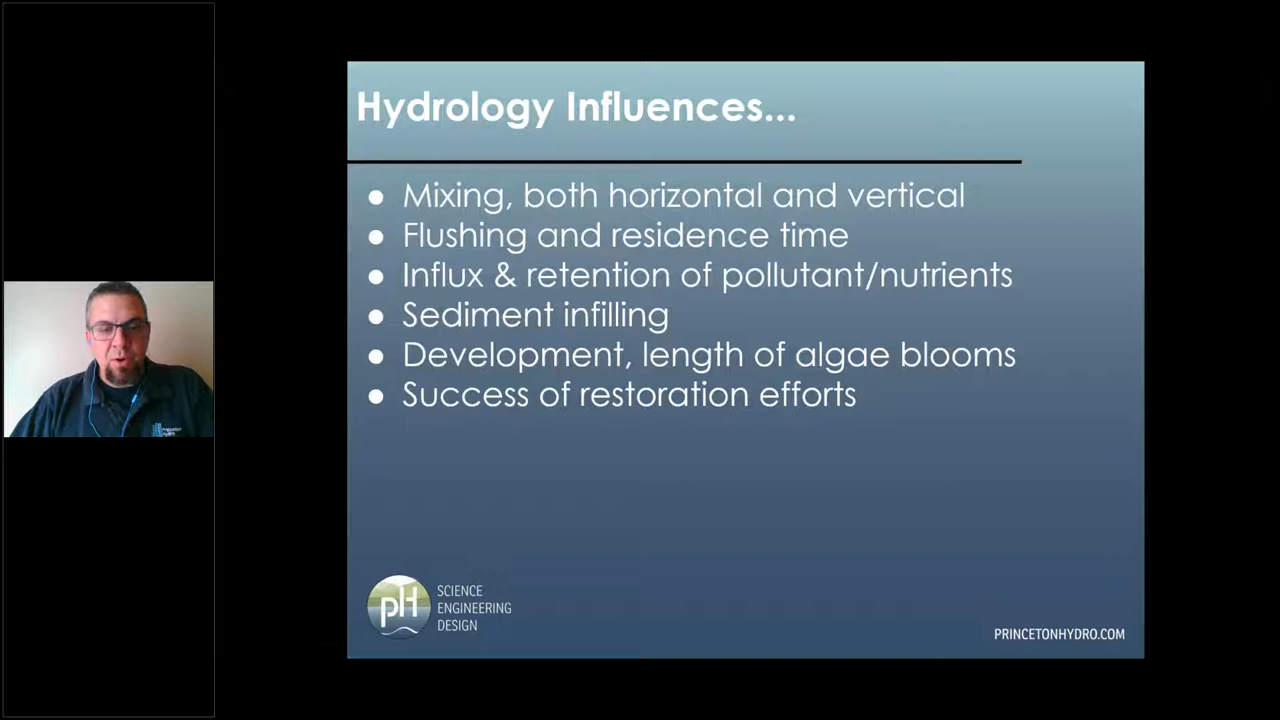 Hydrology Influences...
● Mixing, both horizontal and vertical
● Flushing and residence time
● Influx & retention of pollutant/nutrients
● Sediment infilling
● Development, length of algae blooms
● Success of restoration efforts
pH
SCIENCE
ENGINEERING
DESIGN
PRINCETONHYDRO.COM